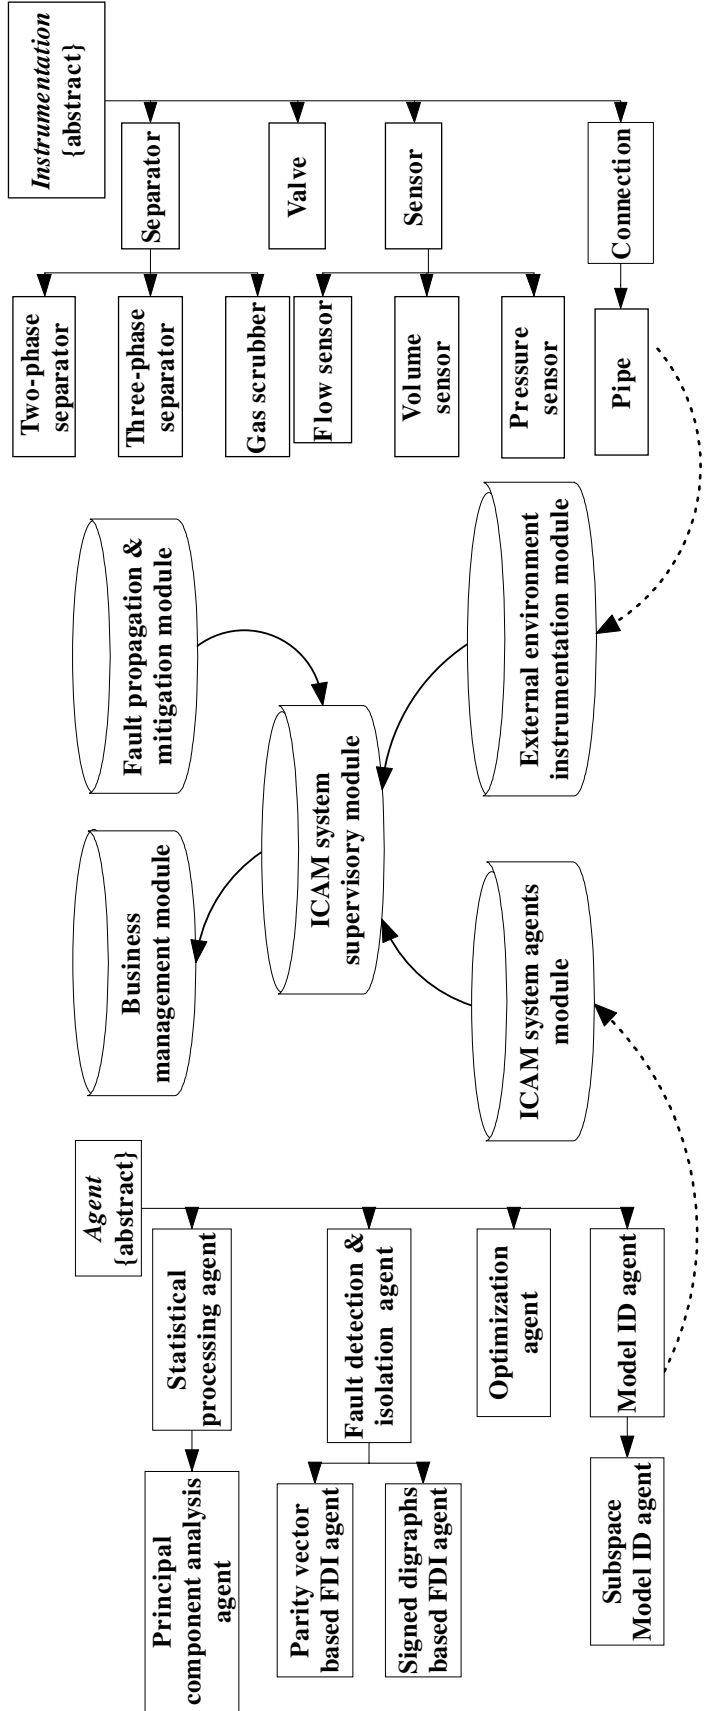 Agent
{abstract}
Statistical
processing agent
Principal
component analysis
agent
Fault detection &
isolation agent
Parity vector
based FDI agent
Signed digraphs
based FDI agent
Optimization
agent
Model ID agent
Subspace
Model ID agent
Business
management module
Fault propagation &
mitigation module
ICAM system
supervisory module
ICAM system agents
module
External environment
instrumentation module
Instrumentation
{abstract}
Separator
Two-phase
separator
Three-phase
separator
Gas scrubber
Valve
Sensor
Flow sensor
Volume
sensor
Pressure
sensor
Connection
Pipe